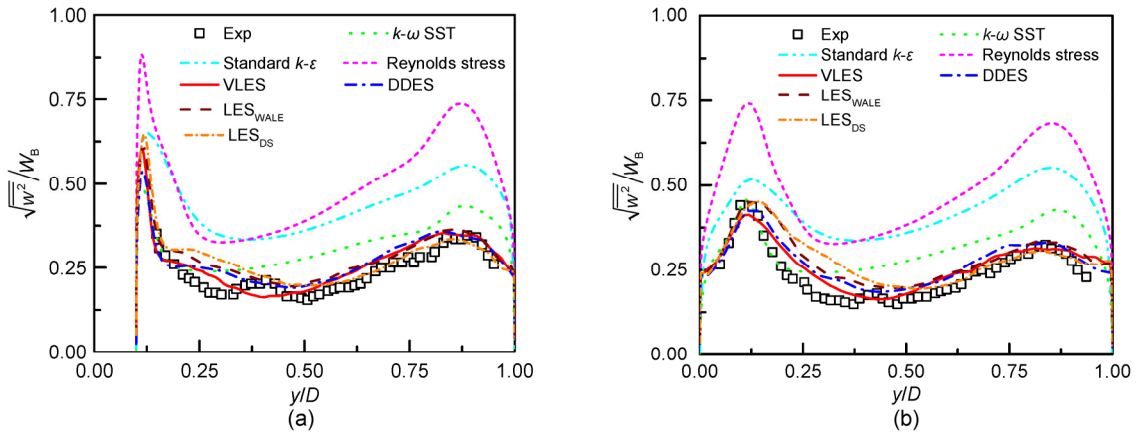 1.00
0.75
0.50
0.25
0.00
√w²/W_B
Exp
k-ω SST
Standard k-ε
Reynolds stress
VLES
DDES
LES_WALE
LES_DS
0.00 0.25 0.50 0.75 1.00
y/D
(a)
1.00
0.75
0.50
0.25
0.00
√w²/W_B
Exp
k-ω SST
Standard k-ε
Reynolds stress
VLES
DDES
LES_WALE
LES_DS
0.00 0.25 0.50 0.75 1.00
y/D
(b)